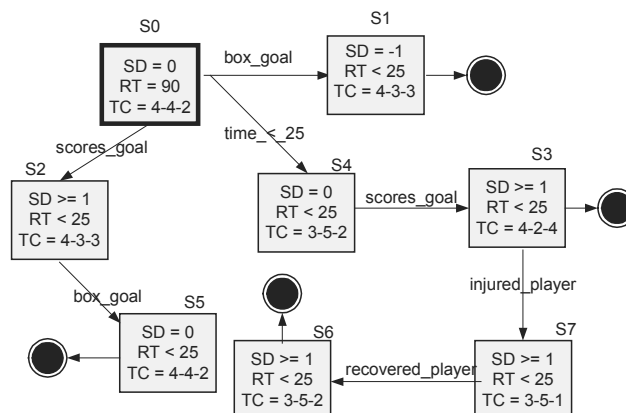 S0
SD = 0
RT = 90
TC = 4-4-2
box_goal
S1
SD = -1
RT < 25
TC = 4-3-3
scores_goal
time_<_25
S2
SD >= 1
RT < 25
TC = 4-3-3
S4
SD = 0
RT < 25
TC = 3-5-2
scores_goal
S3
SD >= 1
RT < 25
TC = 4-2-4
box_goal
S5
SD = 0
RT < 25
TC = 4-4-2
injured_player
S6
SD >= 1
RT < 25
TC = 3-5-2
recovered_player
S7
SD >= 1
RT < 25
TC = 3-5-1